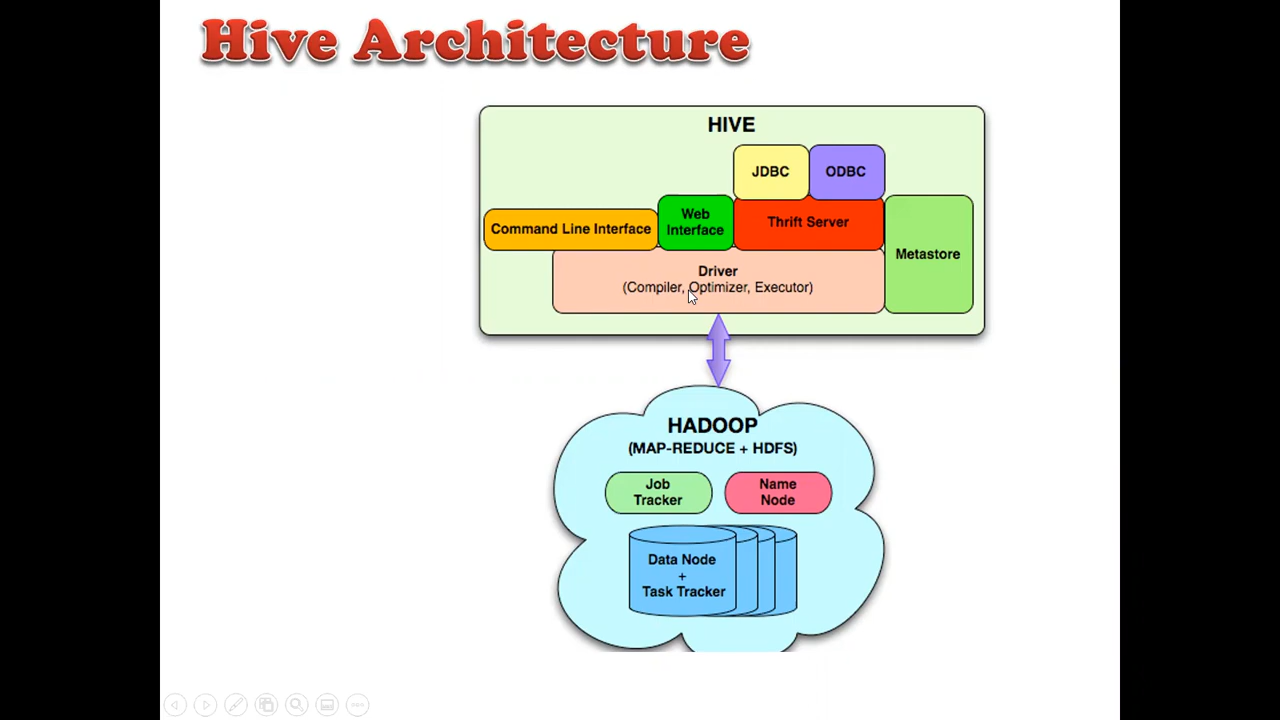 Hive Architecture
HIVE
JDBC
ODBC
Command Line Interface
Web
Interface
Thrift Server
Metastore
Driver
(Compiler, Optimizer, Executor)
HADOOP
(MAP-REDUCE + HDFS)
Job
Tracker
Name
Node
Data Node
+
Task Tracker